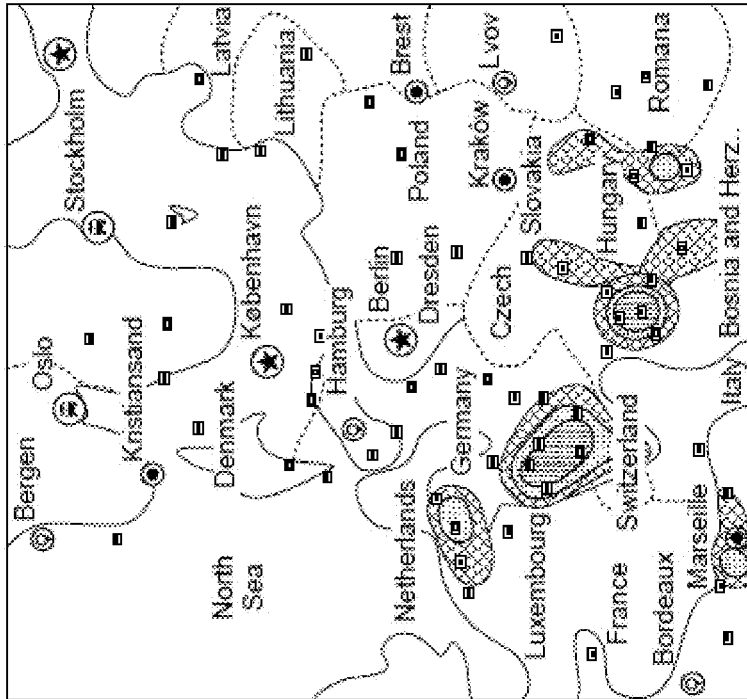 Bergen
Oslo
Stockholm
Kristiansand
Latvia
Denmark
København
Lithuania
North
Sea
Hamburg
Berlin
Poland
Brest
Netherlands
Germany
Dresden
Kraków
Lvov
Luxembourg
Czech
Slovakia
France
Switzerland
Hungary
Romana
Bordeaux
Marseille
Italy
Bosnia and Herz..